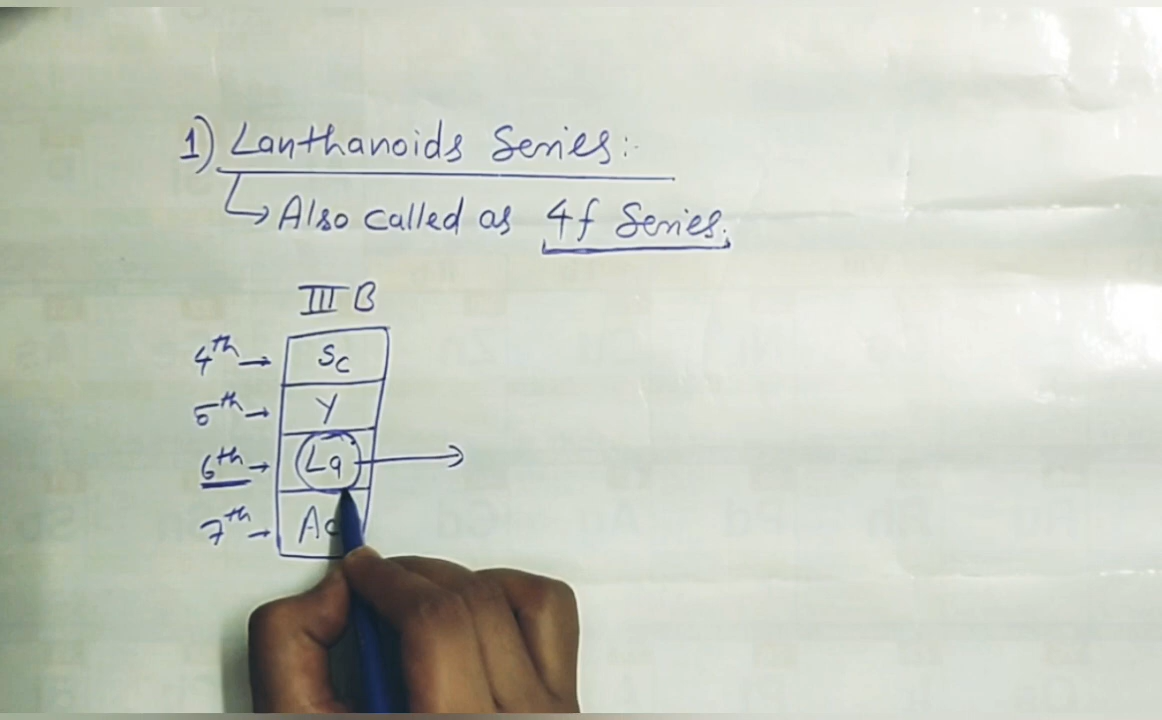 1) Lanthanoids Series:-
↳ Also called as 4f Series.
III B
4th → Sc
5th → Y
6th → La →
7th → Ac